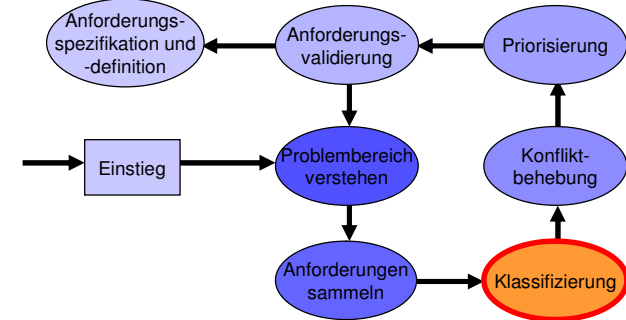 Anforderungs-
spezifikation und
-definition
Anforderungs-
validierung
Priorisierung
Einstieg
Problembereich
verstehen
Konflikt-
behebung
Anforderungen
sammeln
Klassifizierung